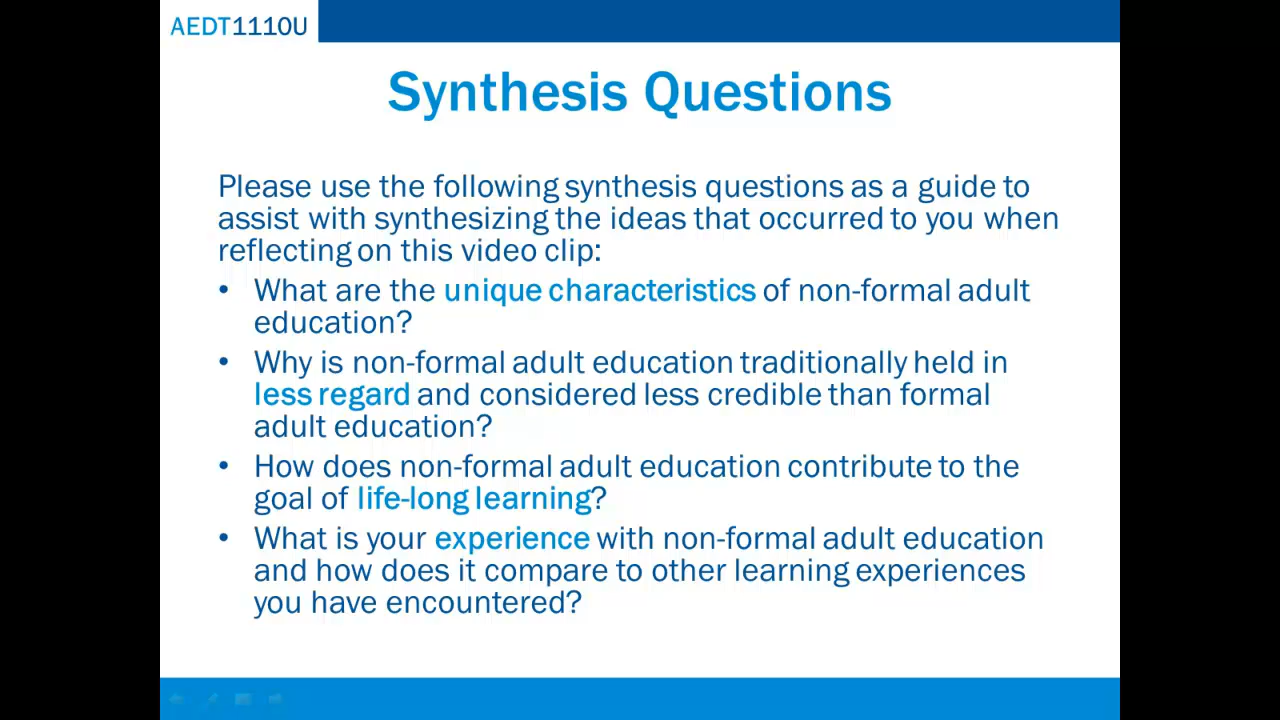 AEDT1110U
Synthesis Questions
Please use the following synthesis questions as a guide to
assist with synthesizing the ideas that occurred to you when
reflecting on this video clip:
• What are the unique characteristics of non-formal adult
education?
• Why is non-formal adult education traditionally held in
less regard and considered less credible than formal
adult education?
• How does non-formal adult education contribute to the
goal of life-long learning?
• What is your experience with non-formal adult education
and how does it compare to other learning experiences
you have encountered?